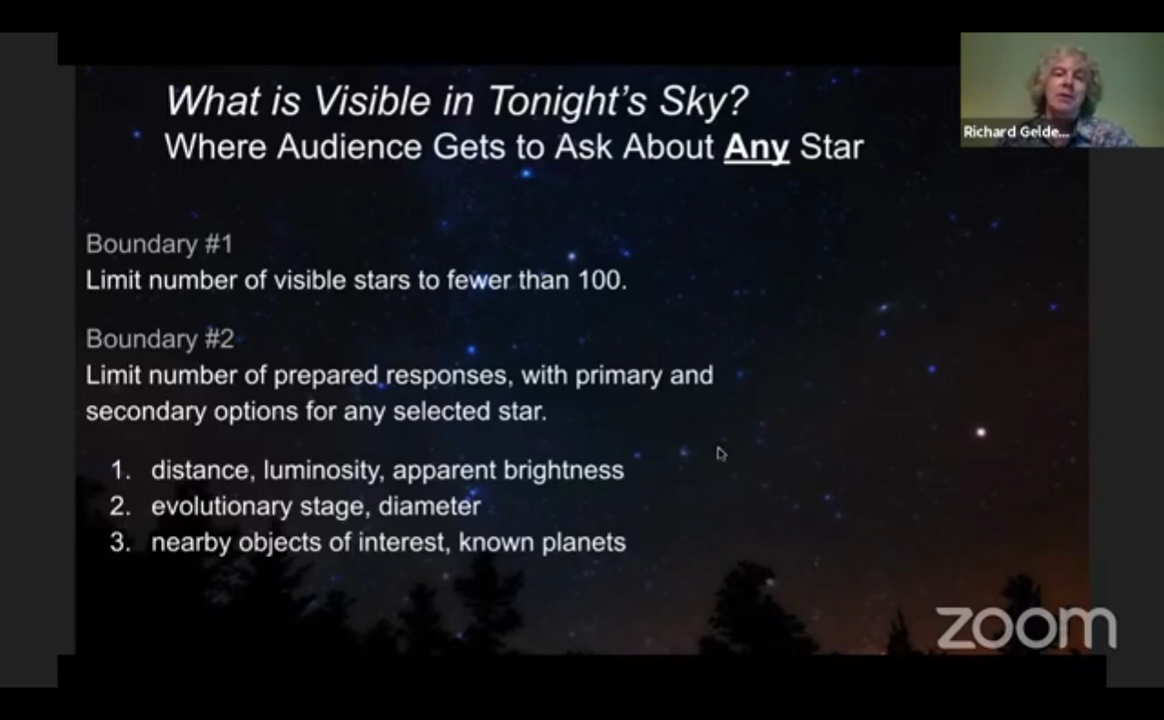 What is Visible in Tonight's Sky?
Where Audience Gets to Ask About Any Star
Richard Gelde...
Boundary #1
Limit number of visible stars to fewer than 100.
Boundary #2
Limit number of prepared responses, with primary and
secondary options for any selected star.
1. distance, luminosity, apparent brightness
2. evolutionary stage, diameter
3. nearby objects of interest, known planets
zoom